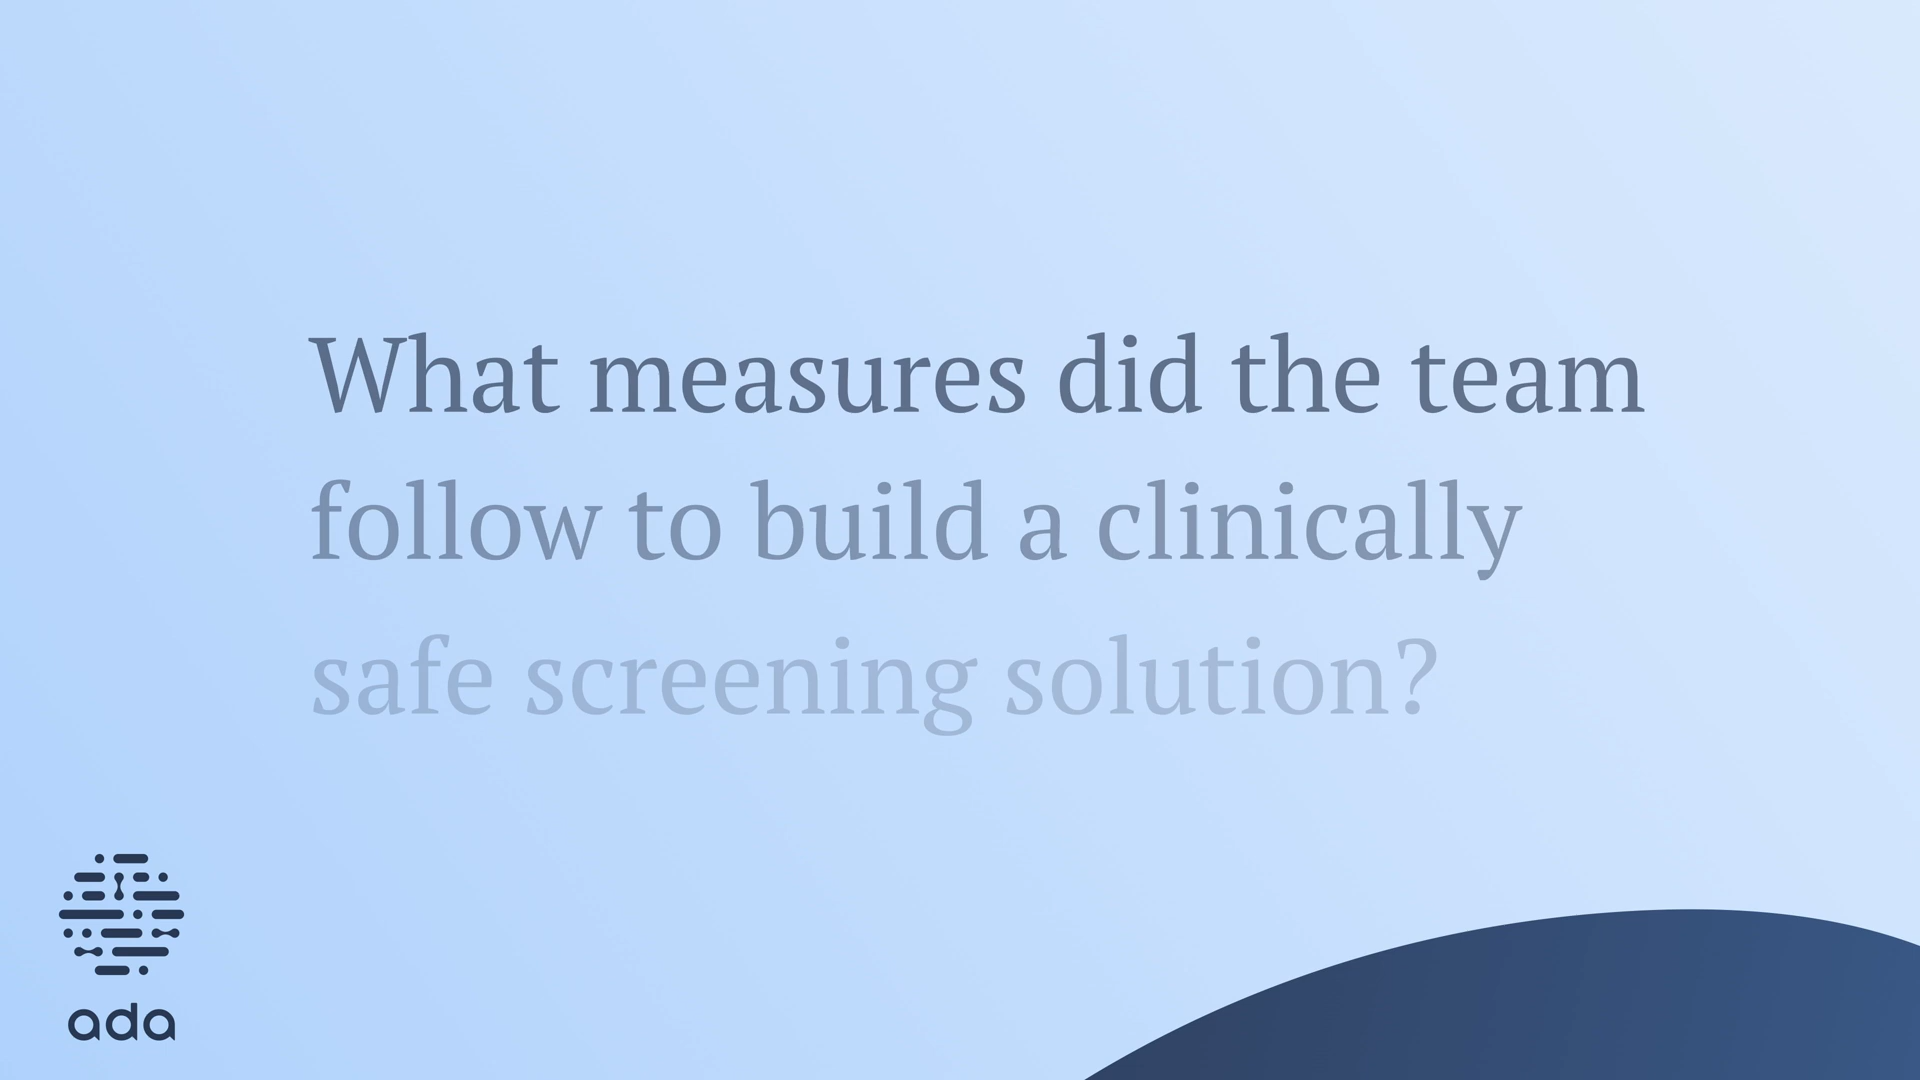 What measures did the team
follow to build a clinically
safe screening solution?
ada